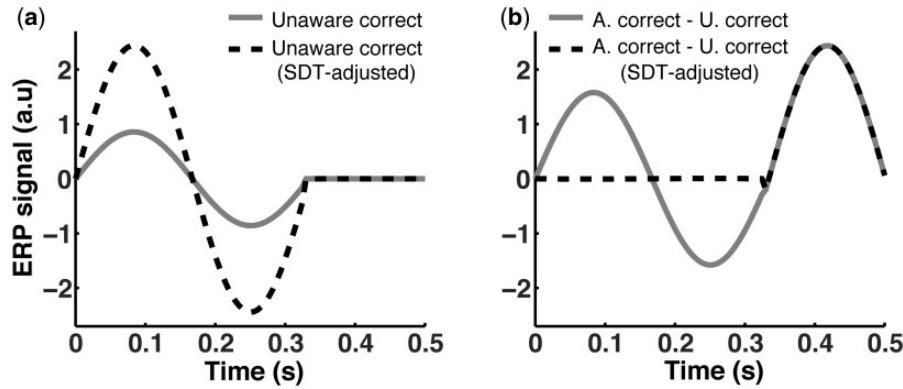 (a)
Unaware correct
Unaware correct
(SDT-adjusted)
ERP signal (a.u)
2
1
0
−1
−2
0 0.1 0.2 0.3 0.4 0.5
Time (s)
(b)
A. correct - U. correct
A. correct - U. correct
(SDT-adjusted)
2
1
0
−1
−2
0 0.1 0.2 0.3 0.4 0.5
Time (s)